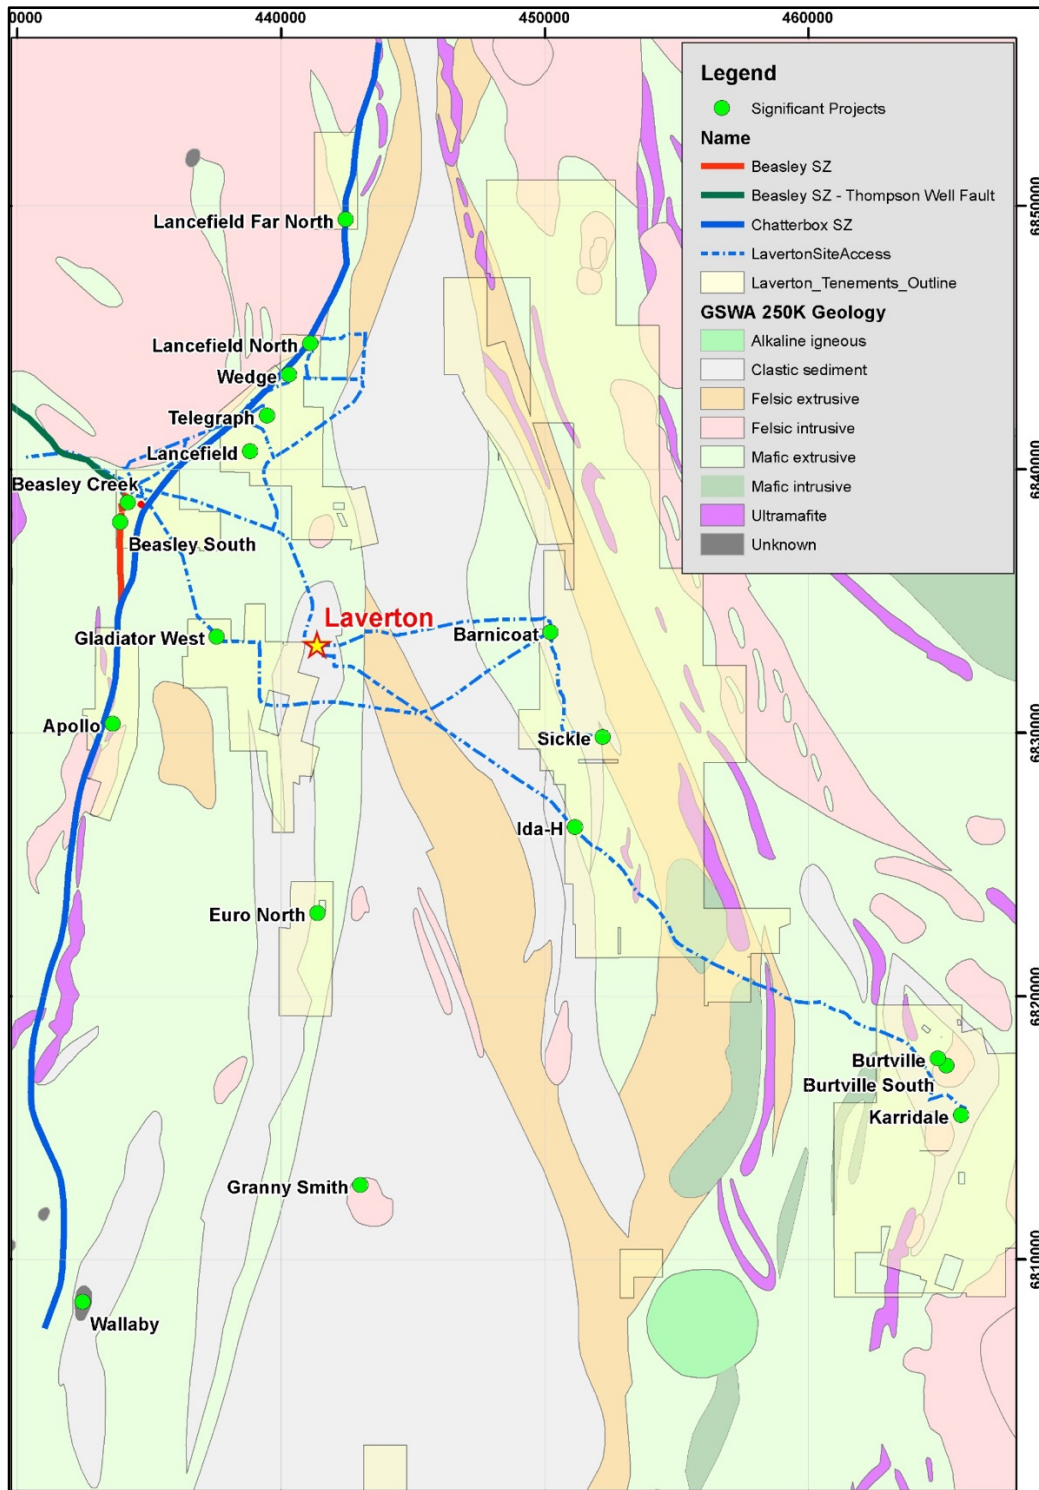 0000
440000
450000
460000
Legend
Significant Projects
Name
Beasley SZ
Beasley SZ - Thompson Well Fault
Chatterbox SZ
LavertonSiteAccess
Laverton_Tenements_Outline
GSWA 250K Geology
Alkaline igneous
Clastic sediment
Felsic extrusive
Felsic intrusive
Mafic extrusive
Mafic intrusive
Ultramafite
Unknown
6850000
Lancefield Far North
Lancefield North
Wedge
Telegraph
Lancefield
6840000
Beasley Creek
Beasley South
Laverton
Gladiator West
Barnicoat
Apollo
Sickle
6830000
Ida-H
Euro North
6820000
Burtville
Burtville South
Karridale
Granny Smith
6810000
Wallaby